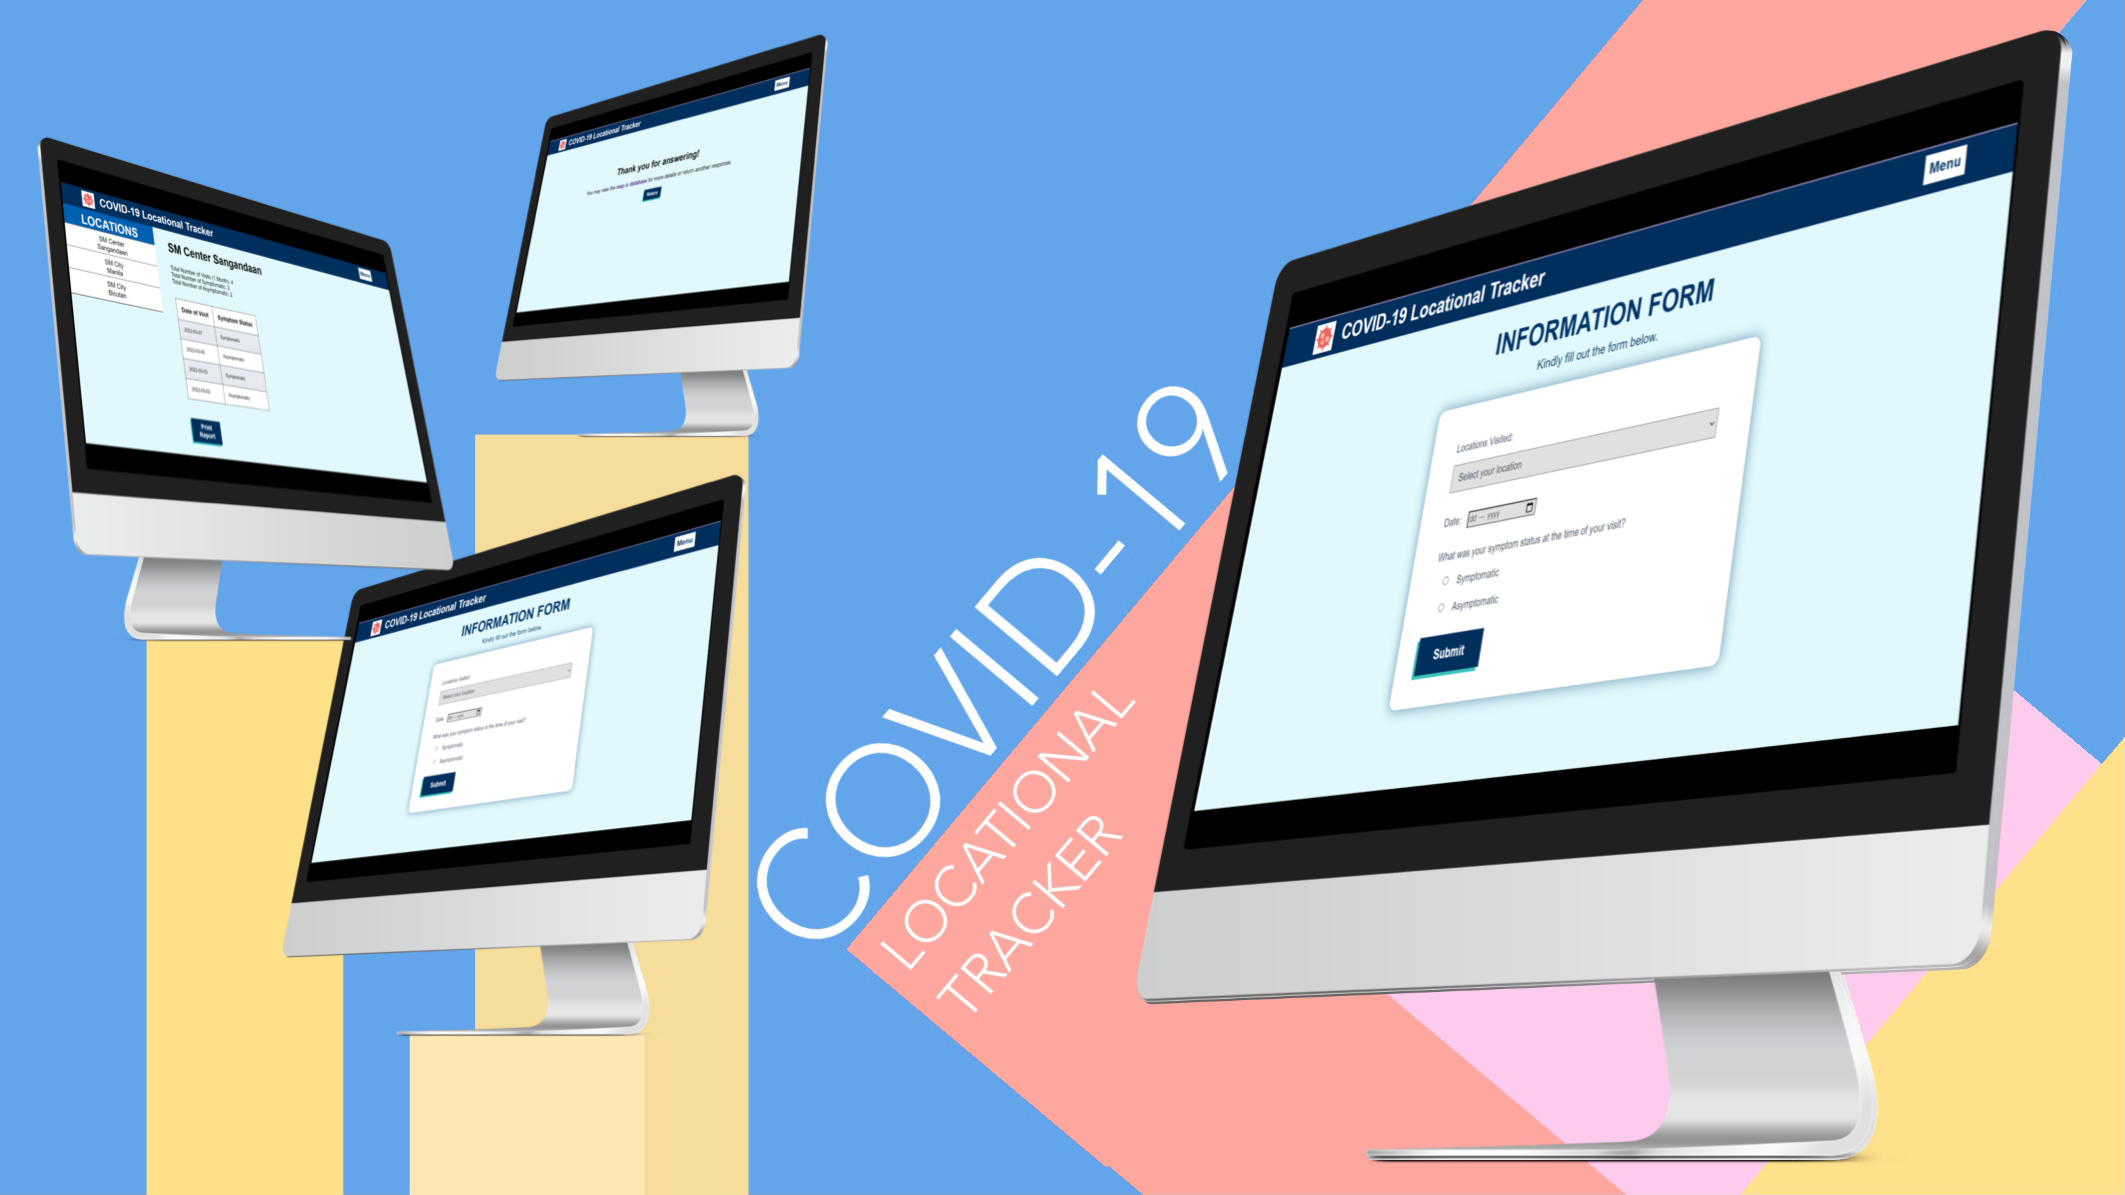 COVID-19 Locational Tracker
Menu
LOCATIONS
SM Center
Sangandaan
SM City
Manila
SM City
Bicutan
SM Center Sangandaan
Total Number of Visits (1 Month): 4
Total Number of Symptomatic: 2
Total Number of Asymptomatic: 2
Date of Visit Symptom Status
2022-03-07 Symptomatic
Asymptomatic
Symptomatic
2022-03-02 Asymptomatic
Print
Report
COVID-19 Locational Tracker
Menu
Thank you for answering!
You may view the map or database for more details or return another response.
Return
COVID-19 Locational Tracker
Menu
INFORMATION FORM
Kindly fill out the form below.
Locations Visited:
Select your location
Date: dd --- yyyy
What was your symptom status at the time of your visit?
Symptomatic
Asymptomatic
Submit
COVID-19
LOCATIONAL
TRACKER
COVID-19 Locational Tracker
Menu
INFORMATION FORM
Kindly fill out the form below.
Locations Visited:
Select your location
Date: dd --- yyyy
What was your symptom status at the time of your visit?
Symptomatic
Asymptomatic
Submit